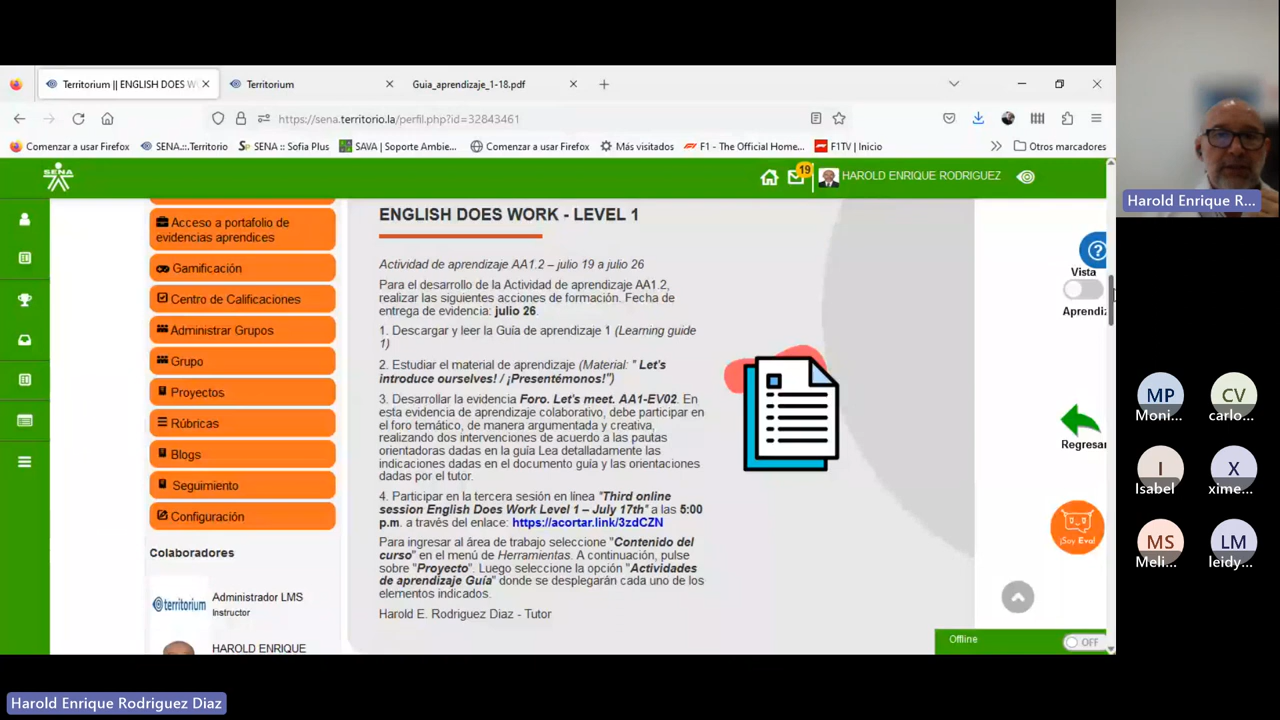 Territorium || ENGLISH DOES W
Territorium
Guia_aprendizaje_1-18.pdf
https://sena.territorio.la/perfil.php?id=32843461
Comenzar a usar Firefox
SENA.::.Territorio
SENA :: Sofia Plus
SAVA | Soporte Ambie...
Comenzar a usar Firefox
Más visitados
F1 - The Official Home...
F1TV | Inicio
Otros marcadores
SENA
19
HAROLD ENRIQUE RODRIGUEZ
Acceso a portafolio de
evidencias aprendices
Gamificación
Centro de Calificaciones
Administrar Grupos
Grupo
Proyectos
Rúbricas
Blogs
Seguimiento
Configuración
Colaboradores
territorium
Administrador LMS
Instructor
HAROLD ENRIQUE
ENGLISH DOES WORK - LEVEL 1
Actividad de aprendizaje AA1.2 – julio 19 a julio 26
Para el desarrollo de la Actividad de aprendizaje AA1.2,
realizar las siguientes acciones de formación. Fecha de
entrega de evidencia: julio 26.
1. Descargar y leer la Guía de aprendizaje 1 (Learning guide
1)
2. Estudiar el material de aprendizaje (Material: " Let's
introduce ourselves! / ¡Presentémonos!")
3. Desarrollar la evidencia Foro. Let's meet. AA1-EV02. En
esta evidencia de aprendizaje colaborativo, debe participar en
el foro temático, de manera argumentada y creativa,
realizando dos intervenciones de acuerdo a las pautas
orientadoras dadas en la guía Lea detalladamente las
indicaciones dadas en el documento guía y las orientaciones
dadas por el tutor.
4. Participar en la tercera sesión en línea "Third online
session English Does Work Level 1 – July 17th" a las 5:00
p.m. a través del enlace: https://acortar.link/3zdCZN
Para ingresar al área de trabajo seleccione "Contenido del
curso" en el menú de Herramientas. A continuación, pulse
sobre "Proyecto". Luego seleccione la opción "Actividades
de aprendizaje Guía" donde se desplegarán cada uno de los
elementos indicados.
Harold E. Rodriguez Diaz - Tutor
?
Vista
Aprendiz
Regresar
¡Soy Eva!
Offline
OFF
Harold Enrique R...
MP
Moni...
CV
carlo...
I
Isabel
X
xime...
MS
Meli...
LM
leidy...
Harold Enrique Rodriguez Diaz